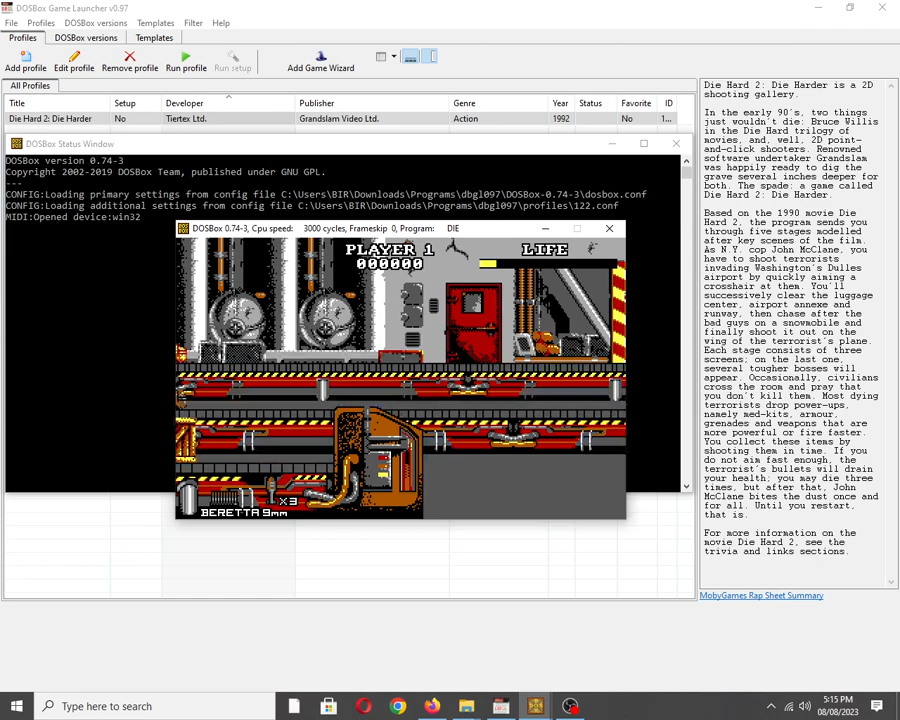 DOSBox Game Launcher v0.97
File Profiles DOSBox versions Templates Filter Help
Profiles DOSBox versions Templates
Add profile Edit profile Remove profile Run profile Run setup Add Game Wizard
All Profiles
Title Setup Developer Publisher Genre Year Status Favorite ID
Die Hard 2: Die Harder No Tiertex Ltd. Grandslam Video Ltd. Action 1992 No 1...
DOSBox Status Window
DOSBox version 0.74-3
Copyright 2002-2019 DOSBox Team, published under GNU GPL.
---
CONFIG:Loading primary settings from config file C:\Users\BIR\Downloads\Programs\dbgl097\DOSBox-0.74-3\dosbox.conf
CONFIG:Loading additional settings from config file C:\Users\BIR\Downloads\Programs\dbgl097\profiles\122.conf
MIDI:Opened device:win32
DOSBox 0.74-3, Cpu speed: 3000 cycles, Frameskip 0, Program: DIE
PLAYER 1 LIFE
000000
x3
BERETTA 9mm
Die Hard 2: Die Harder is a 2D
shooting gallery.
In the early 90's, two things
just wouldn't die: Bruce Willis
in the Die Hard trilogy of
movies, and, well, 2D point-
and-click shooters. Renowned
software undertaker Grandslam
was happily ready to dig the
grave several inches deeper for
both. The spade: a game called
Die Hard 2: Die Harder.
Based on the 1990 movie Die
Hard 2, the program sends you
through five stages modelled
after key scenes of the film.
As N.Y. cop John McClane, you
have to shoot terrorists
invading Washington's Dulles
airport by quickly aiming a
crosshair at them. You'll
successively clear the luggage
center, airport annexe and
runway, then chase after the
bad guys on a snowmobile and
finally shoot it out on the
wing of the terrorist's plane.
Each stage consists of three
screens; on the last one,
several tougher bosses will
appear. Occasionally, civilians
cross the room and pray that
you don't kill them. Most dying
terrorists drop power-ups,
namely med-kits, armour,
grenades and weapons that are
more powerful or fire faster.
You collect these items by
shooting them in time. If you
do not aim fast enough, the
terrorist's bullets will drain
your health; you may die three
times, but after that, John
McClane bites the dust once and
for all. Until you restart,
that is.
For more information on the
movie Die Hard 2, see the
trivia and links sections.
MobyGames Rap Sheet Summary
Type here to search
5:15 PM
08/08/2023